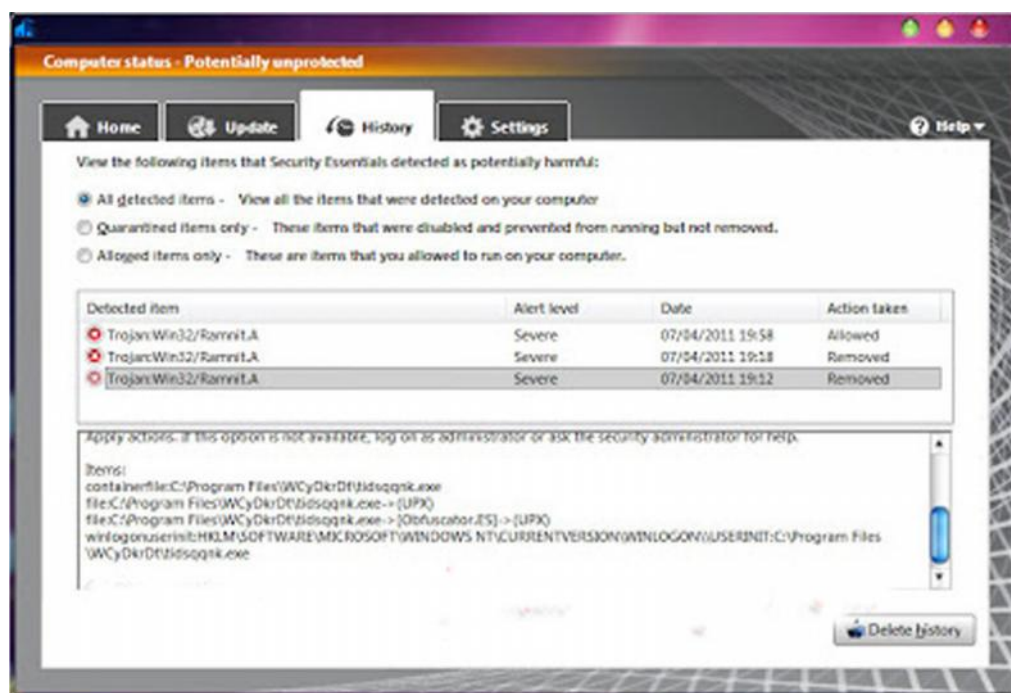 Computer status - Potentially unprotected
Home Update History Settings Help
View the following items that Security Essentials detected as potentially harmful:
All detected items - View all the items that were detected on your computer
Quarantined items only - These items that were disabled and prevented from running but not removed.
Allowed items only - These are items that you allowed to run on your computer.
Detected item Alert level Date Action taken
Trojan:Win32/Ramnit.A Severe 07/04/2011 19:58 Allowed
Trojan:Win32/Ramnit.A Severe 07/04/2011 19:18 Removed
Trojan:Win32/Ramnit.A Severe 07/04/2011 19:12 Removed
Apply actions. If this option is not available, log on as administrator or ask the security administrator for help.
Items:
containerfile:C:\Program Files\WCyDkrDt\tidsqqnk.exe
file:C:\Program Files\WCyDkrDt\tidsqqnk.exe->(UPX)
file:C:\Program Files\WCyDkrDt\tidsqqnk.exe->[Obfuscator.ES]->(UPX)
winlogonuserinit:HKLM\SOFTWARE\MICROSOFT\WINDOWS NT\CURRENTVERSION\WINLOGON\\USERINIT:C:\Program Files
\WCyDkrDt\tidsqqnk.exe
Delete history